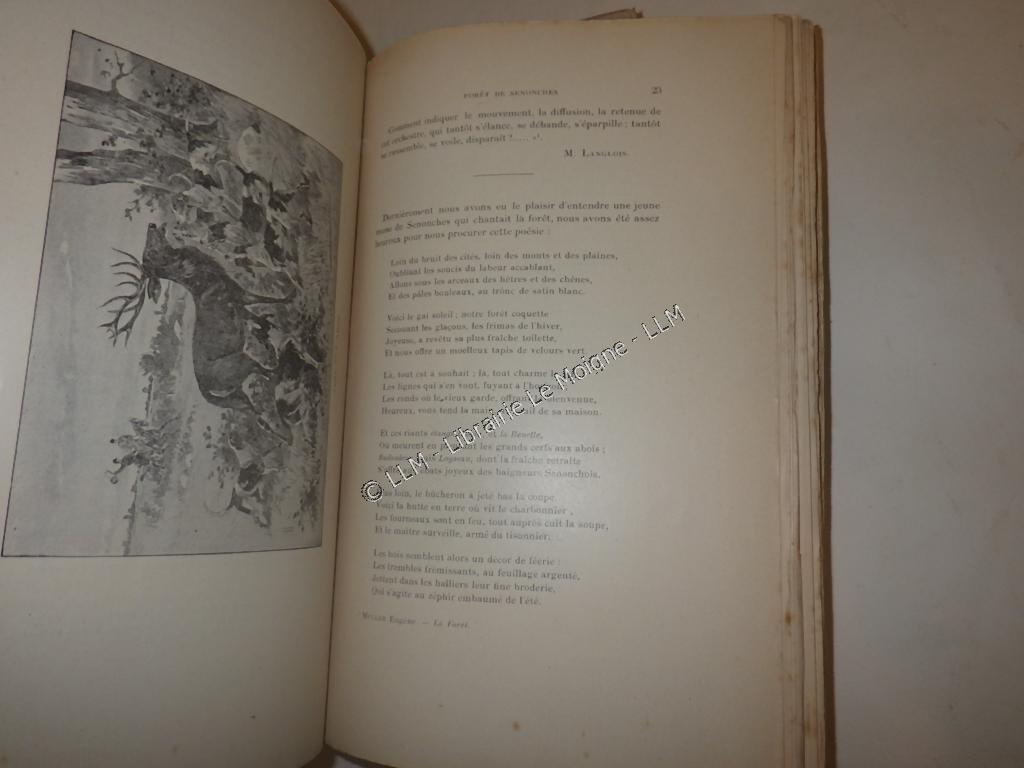 FORÊT DE SENONCHES 23
Comment indiquer le mouvement, la diffusion, la retenue de
cet orchestre, qui tantôt s'élance, se débande, s'éparpille ; tantôt
se rassemble, se voile, disparaît ?..... »¹.
M. LANGLOIS.
Dernièrement nous avons eu le plaisir d'entendre une jeune
muse de Senonches qui chantait la forêt, nous avons été assez
heureux pour nous procurer cette poésie :
Loin du bruit des cités, loin des monts et des plaines,
Oubliant les soucis du labeur accablant,
Allons sous les arceaux des hêtres et des chênes,
Et des pâles bouleaux, au tronc de satin blanc.
Voici le gai soleil ; notre forêt coquette
Secouant les glaçons, les frimas de l'hiver,
Joyeuse, a revêtu sa plus fraîche toilette,
Et nous offre un moelleux tapis de velours vert
Là, tout est à souhait ; là, tout charme
Les lignes qui s'en vont, fuyant à l'
Les ronds où le vieux garde, offrant
Heureux, vous tend la main de sa maison.
Et ces riants et la Benette,
Où meurent en les grands cerfs aux abois ;
dont la fraîche retraite
ébats joyeux des baigneurs Senonchois.
loin, le bûcheron a jeté bas la coupe,
Voici la hutte en terre où vit le charbonnier,
Les fourneaux sont en feu, tout auprès cuit la soupe,
Et le maître surveille, armé du tisonnier.
Les bois semblent alors un décor de féerie ;
Les trembles frémissants, au feuillage argenté,
Jettent dans les halliers leur fine broderie,
Qui s'agite au zéphir embaumé de l'été.
MULLER Eugène. — La Forêt.
© LLM - Librairie Le Moigne - LLM